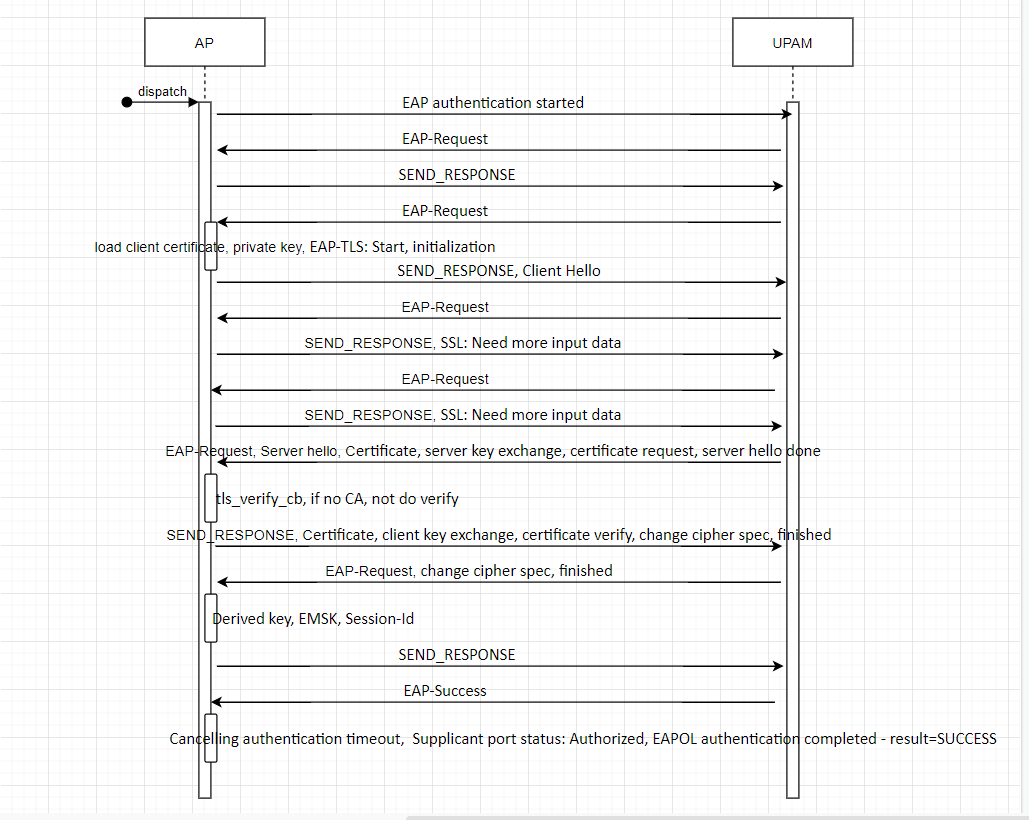 AP
UPAM
dispatch
EAP authentication started
EAP-Request
SEND_RESPONSE
EAP-Request
load client certificate, private key, EAP-TLS: Start, initialization
SEND_RESPONSE, Client Hello
EAP-Request
SEND_RESPONSE, SSL: Need more input data
EAP-Request
SEND_RESPONSE, SSL: Need more input data
EAP-Request, Server hello, Certificate, server key exchange, certificate request, server hello done
tls_verify_cb, if no CA, not do verify
SEND_RESPONSE, Certificate, client key exchange, certificate verify, change cipher spec, finished
EAP-Request, change cipher spec, finished
Derived key, EMSK, Session-Id
SEND_RESPONSE
EAP-Success
Cancelling authentication timeout, Supplicant port status: Authorized, EAPOL authentication completed - result=SUCCESS